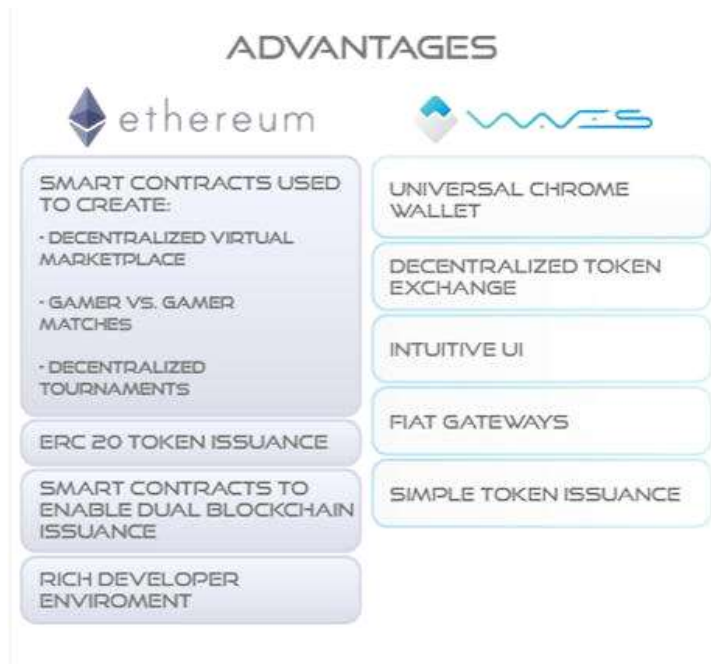 ADVANTAGES
ethereum
SMART CONTRACTS USED
TO CREATE:
· DECENTRALIZED VIRTUAL
MARKETPLACE
· GAMER VS. GAMER
MATCHES
· DECENTRALIZED
TOURNAMENTS
ERC 20 TOKEN ISSUANCE
SMART CONTRACTS TO
ENABLE DUAL BLOCKCHAIN
ISSUANCE
RICH DEVELOPER
ENVIROMENT
WAVES
UNIVERSAL CHROME
WALLET
DECENTRALIZED TOKEN
EXCHANGE
INTUITIVE UI
FIAT GATEWAYS
SIMPLE TOKEN ISSUANCE